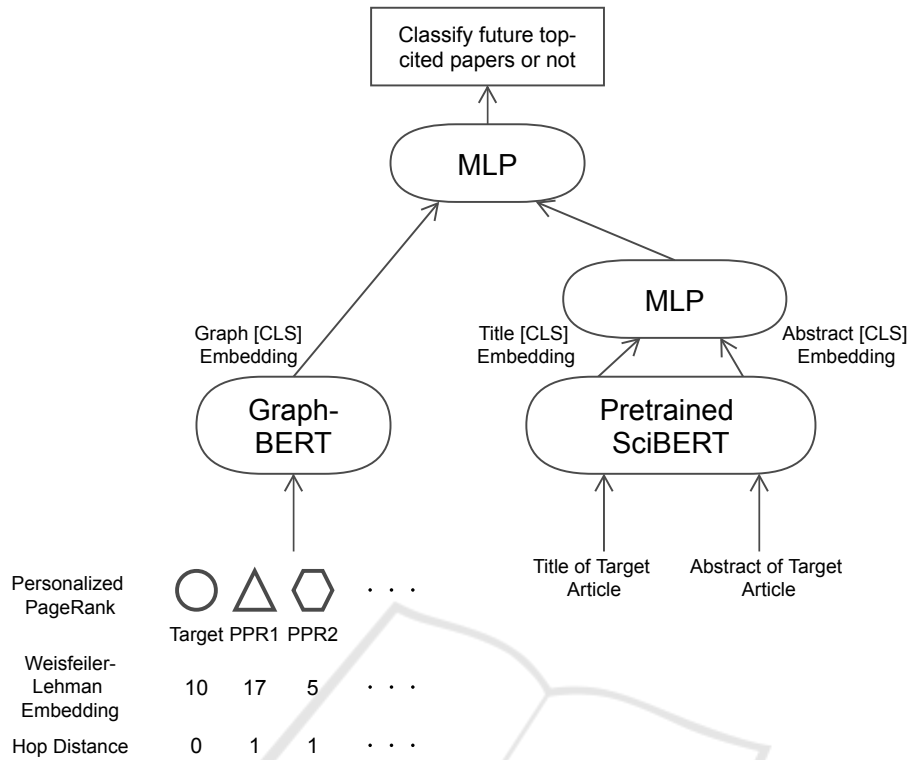 Classify future top-
cited papers or not
MLP
MLP
Graph [CLS]
Embedding
Title [CLS]
Embedding
Abstract [CLS]
Embedding
Graph-
BERT
Pretrained
SciBERT
Title of Target
Article
Abstract of Target
Article
Personalized
PageRank
· · ·
Target PPR1 PPR2
Weisfeiler-
Lehman
Embedding
10 17 5 · · ·
Hop Distance 0 1 1 · · ·